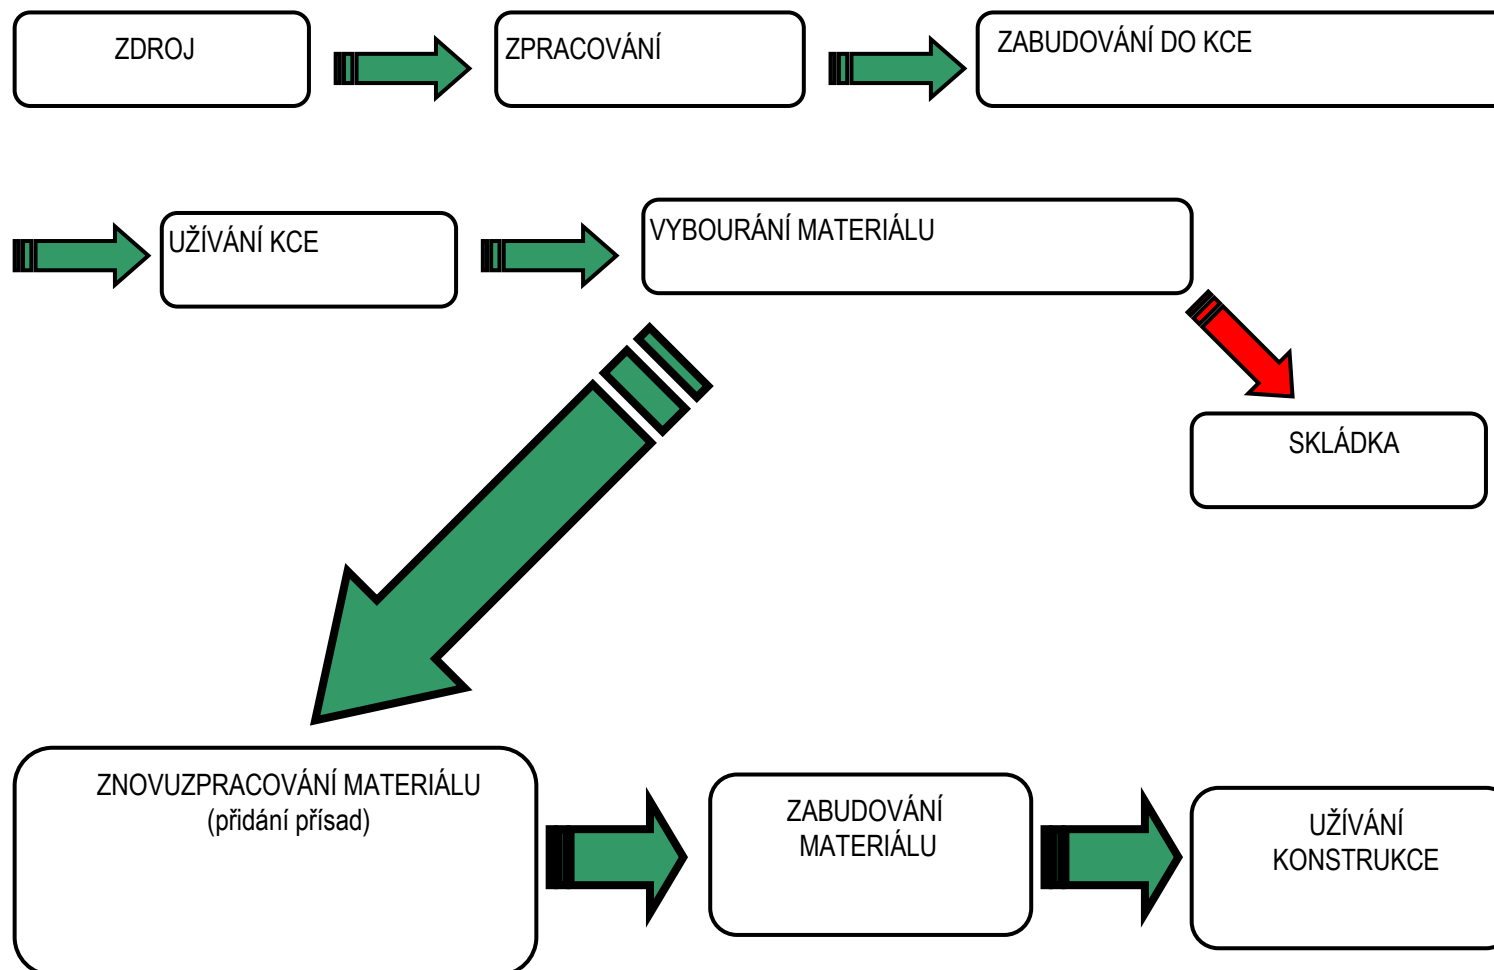 ZDROJ
ZPRACOVÁNÍ
ZABUDOVÁNÍ DO KCE
UŽÍVÁNÍ KCE
VYBOURÁNÍ MATERIÁLU
SKLÁDKA
ZNOVUZPRACOVÁNÍ MATERIÁLU
(přidání přísad)
ZABUDOVÁNÍ
MATERIÁLU
UŽÍVÁNÍ
KONSTRUKCE